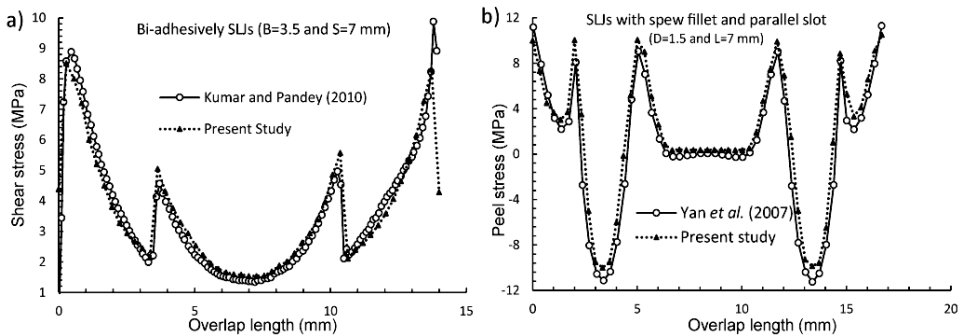 a)
Bi-adhesively SLJs (B=3.5 and S=7 mm)
Kumar and Pandey (2010)
Present Study
Shear stress (MPa)
10
9
8
7
6
5
4
3
2
1
0
5
10
15
Overlap length (mm)
b)
SLJs with spew fillet and parallel slot
(D=1.5 and L=7 mm)
Yan et al. (2007)
Present study
Peel stress (MPa)
12
8
4
0
-4
-8
-12
0
5
10
15
20
Overlap length (mm)